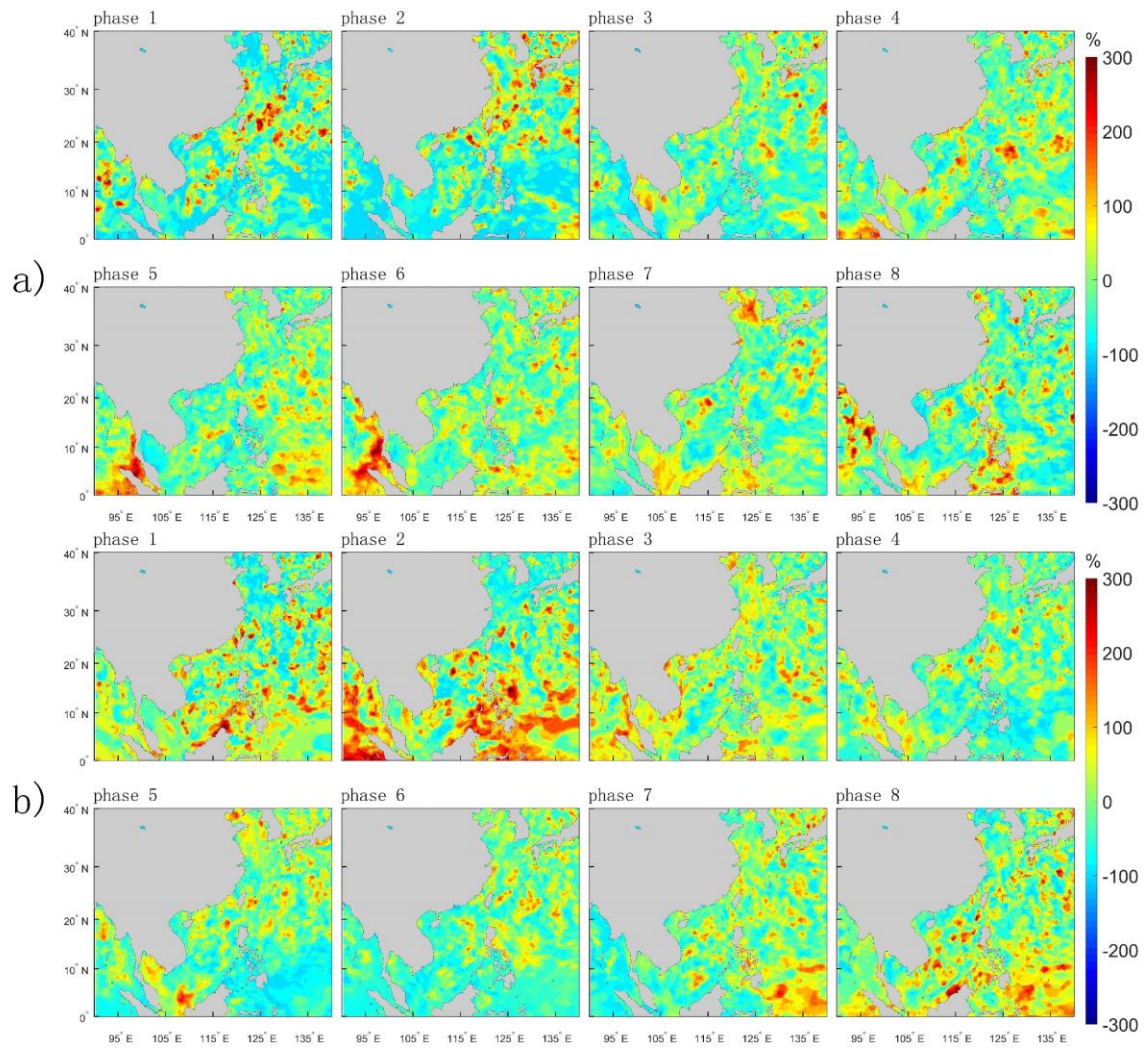 phase 1 phase 2 phase 3 phase 4
40° N
30° N
20° N
10° N
0°
%
300
200
100
0
-100
-200
-300
a)
phase 5 phase 6 phase 7 phase 8
40° N
30° N
20° N
10° N
0°
95° E 105° E 115° E 125° E 135° E 95° E 105° E 115° E 125° E 135° E 95° E 105° E 115° E 125° E 135° E 95° E 105° E 115° E 125° E 135° E
phase 1 phase 2 phase 3 phase 4
40° N
30° N
20° N
10° N
0°
%
300
200
100
0
-100
-200
-300
b)
phase 5 phase 6 phase 7 phase 8
40° N
30° N
20° N
10° N
0°
95° E 105° E 115° E 125° E 135° E 95° E 105° E 115° E 125° E 135° E 95° E 105° E 115° E 125° E 135° E 95° E 105° E 115° E 125° E 135° E